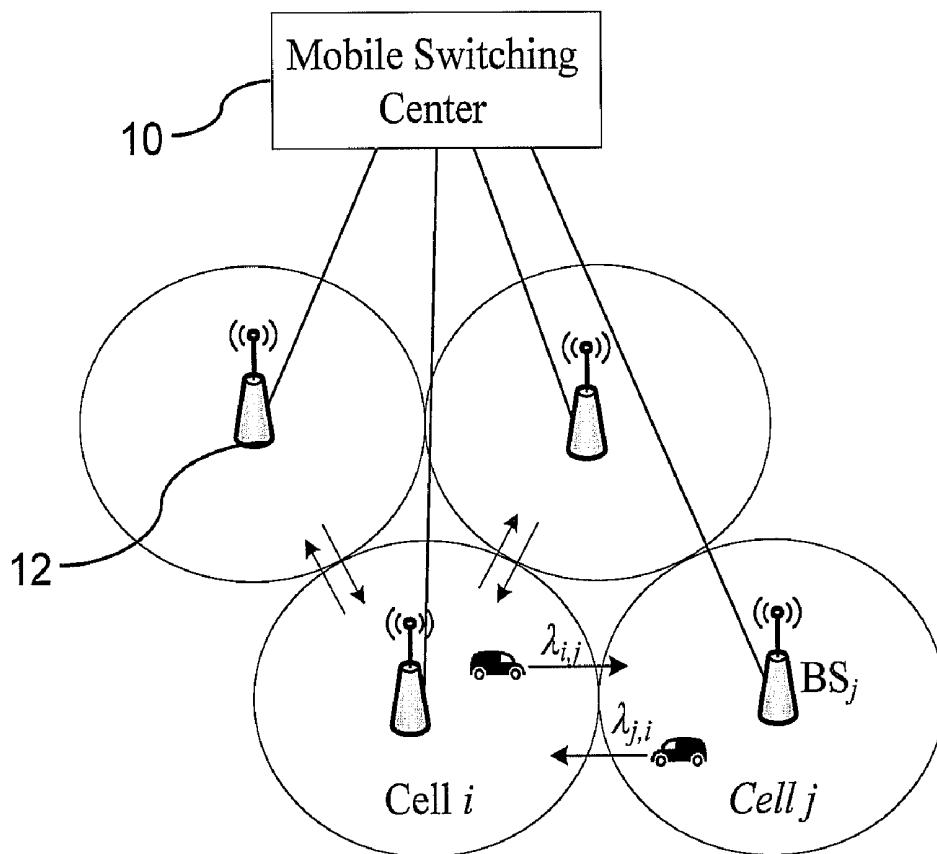 Mobile Switching
Center
10
12
λi,j
BSj
λj,i
Cell i
Cell j